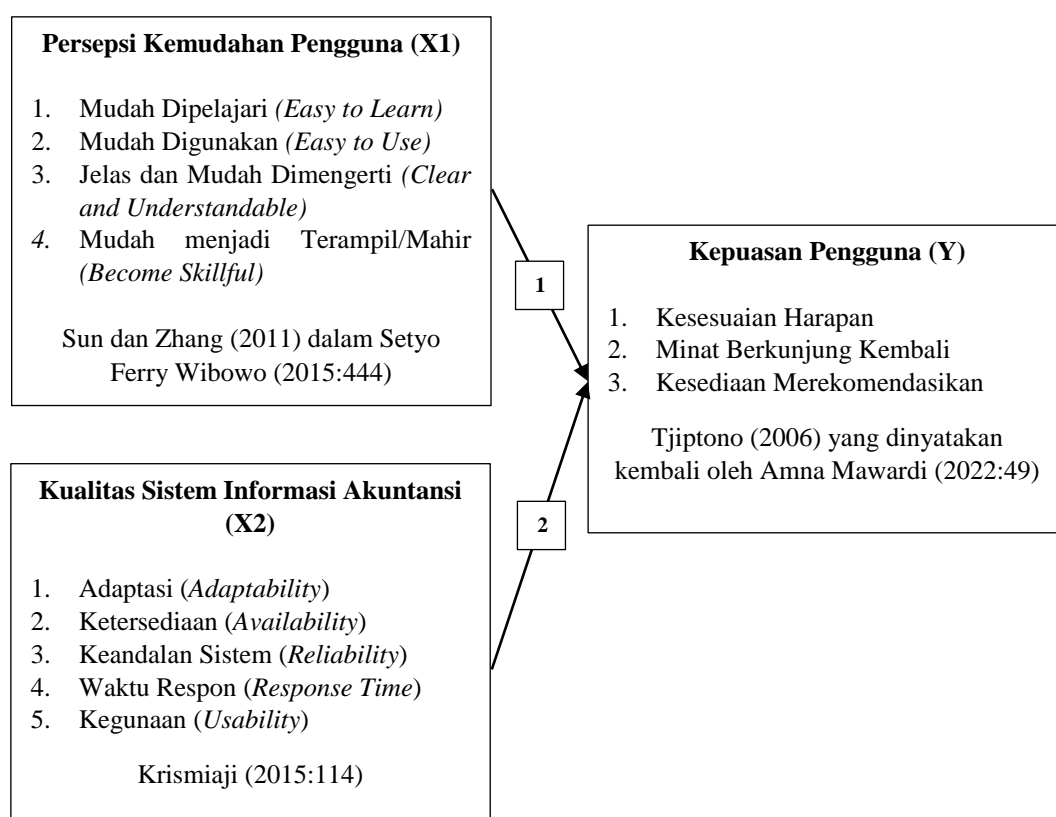 Persepsi Kemudahan Pengguna (X1)
1. Mudah Dipelajari (Easy to Learn)
2. Mudah Digunakan (Easy to Use)
3. Jelas dan Mudah Dimengerti (Clear
and Understandable)
4. Mudah menjadi Terampil/Mahir
(Become Skillful)
Sun dan Zhang (2011) dalam Setyo
Ferry Wibowo (2015:444)
1
Kepuasan Pengguna (Y)
1. Kesesuaian Harapan
2. Minat Berkunjung Kembali
3. Kesediaan Merekomendasikan
Tjiptono (2006) yang dinyatakan
kembali oleh Amna Mawardi (2022:49)
Kualitas Sistem Informasi Akuntansi
(X2)
1. Adaptasi (Adaptability)
2. Ketersediaan (Availability)
3. Keandalan Sistem (Reliability)
4. Waktu Respon (Response Time)
5. Kegunaan (Usability)
Krismiaji (2015:114)
2